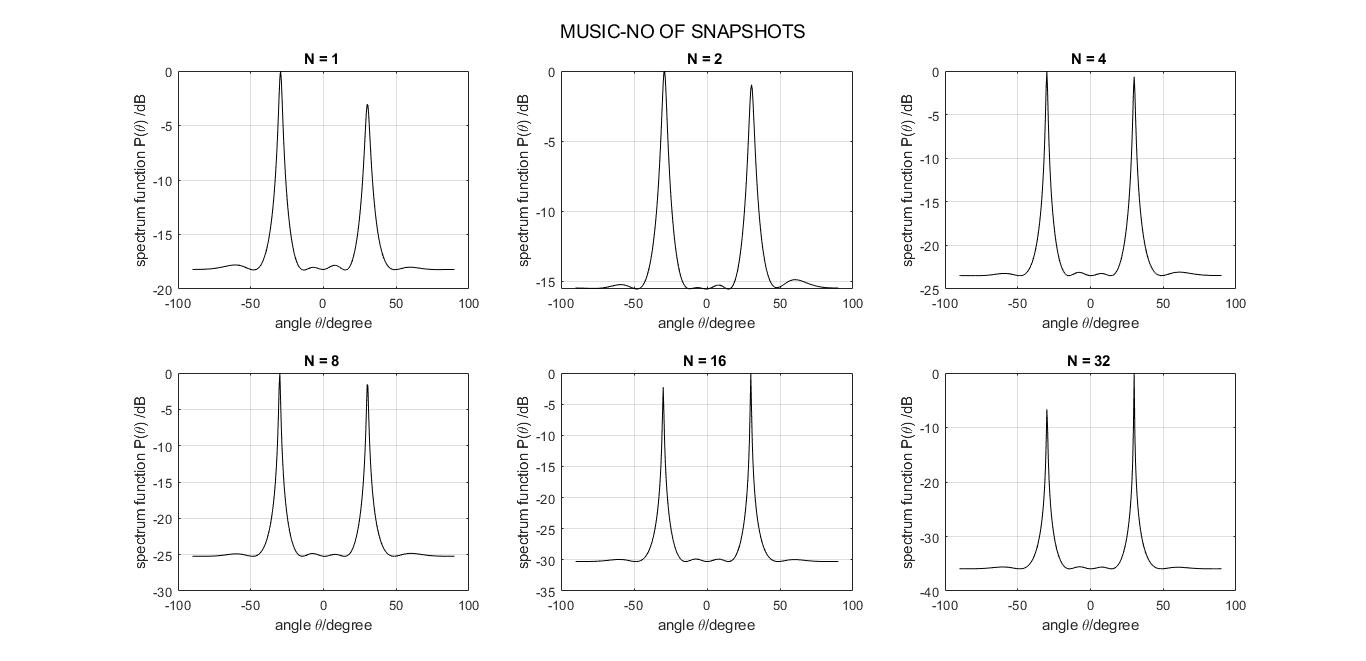 MUSIC-NO OF SNAPSHOTS
N = 1
spectrum function P(θ) /dB
0
-5
-10
-15
-20
-100 -50 0 50 100
angle θ/degree
N = 2
spectrum function P(θ) /dB
0
-5
-10
-15
-100 -50 0 50 100
angle θ/degree
N = 4
spectrum function P(θ) /dB
0
-5
-10
-15
-20
-25
-100 -50 0 50 100
angle θ/degree
N = 8
spectrum function P(θ) /dB
0
-5
-10
-15
-20
-25
-30
-100 -50 0 50 100
angle θ/degree
N = 16
spectrum function P(θ) /dB
0
-5
-10
-15
-20
-25
-30
-35
-100 -50 0 50 100
angle θ/degree
N = 32
spectrum function P(θ) /dB
0
-10
-20
-30
-40
-100 -50 0 50 100
angle θ/degree